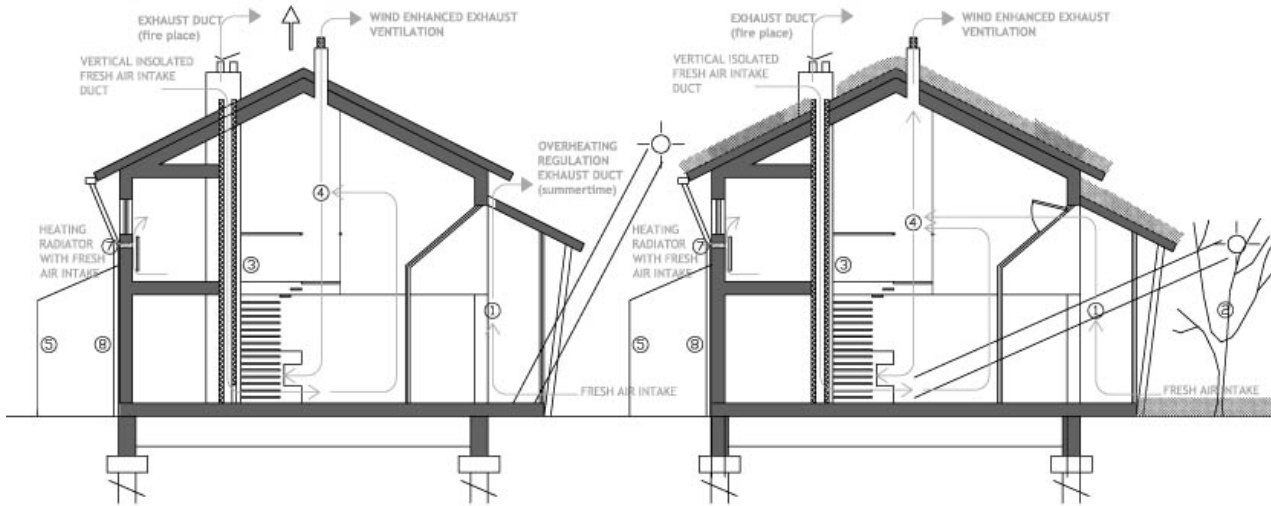 EXHAUST DUCT
(fire place)
WIND ENHANCED EXHAUST
VENTILATION
VERTICAL INSOLATED
FRESH AIR INTAKE
DUCT
OVERHEATING
REGULATION
EXHAUST DUCT
(summertime)
④
HEATING
RADIATOR
WITH FRESH
AIR INTAKE
⑦
③
①
⑤
⑧
FRESH AIR INTAKE
EXHAUST DUCT
(fire place)
WIND ENHANCED EXHAUST
VENTILATION
VERTICAL ISOLATED
FRESH AIR INTAKE
DUCT
④
HEATING
RADIATOR
WITH FRESH
AIR INTAKE
⑦
③
①
②
⑤
⑧
FRESH AIR INTAKE